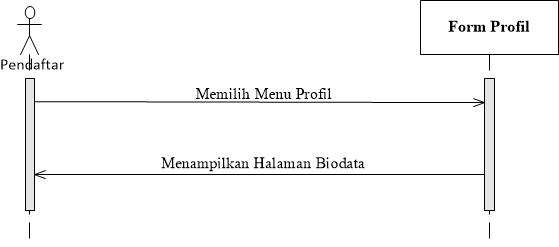 Form Profil
Pendaftar
Memilih Menu Profil
Menampilkan Halaman Biodata